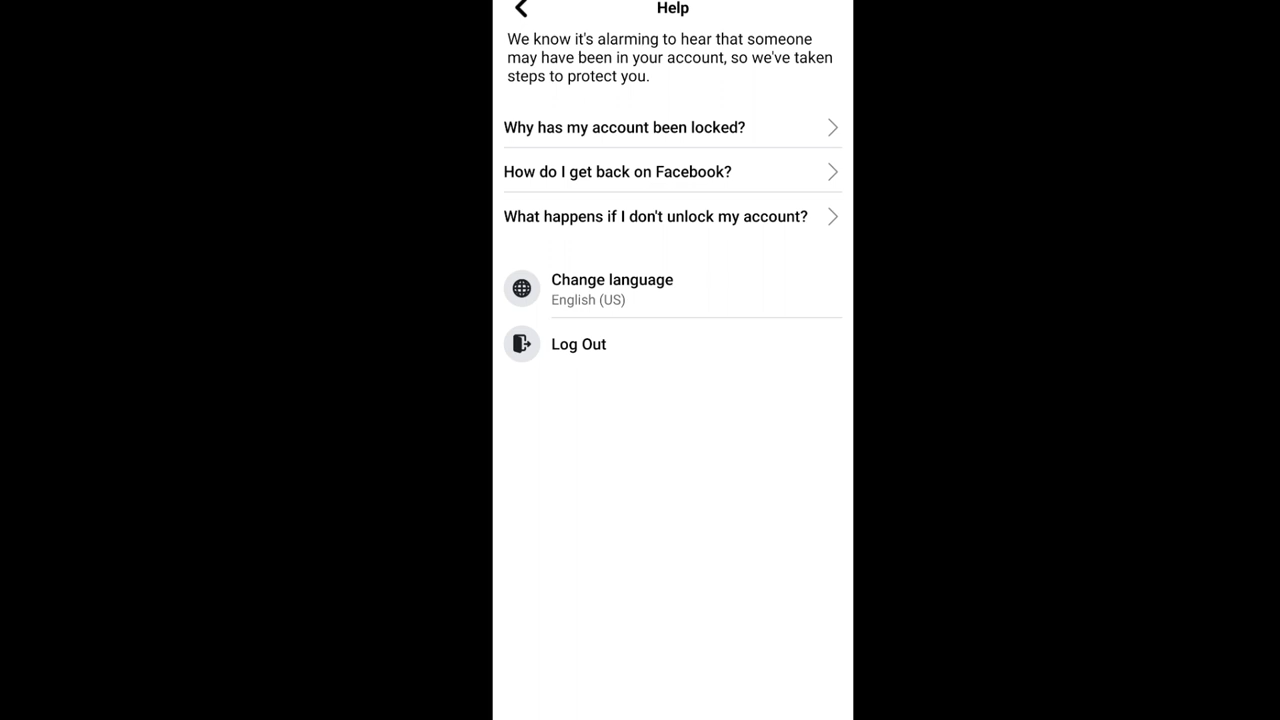 Help
We know it's alarming to hear that someone
may have been in your account, so we've taken
steps to protect you.
Why has my account been locked?
How do I get back on Facebook?
What happens if I don't unlock my account?
Change language
English (US)
Log Out